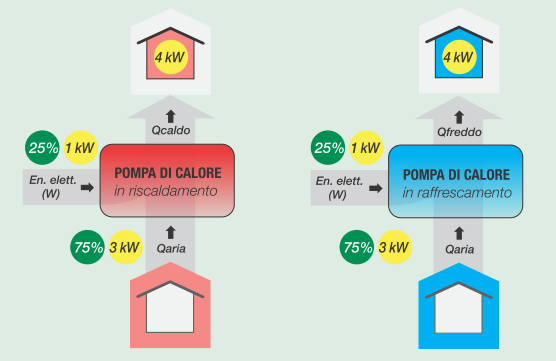 4 kW
Qcaldo
25% 1 kW
En. elett.
(W)
POMPA DI CALORE
in riscaldamento
75% 3 kW
Qaria
4 kW
Qfreddo
25% 1 kW
En. elett.
(W)
POMPA DI CALORE
in raffrescamento
75% 3 kW
Qaria